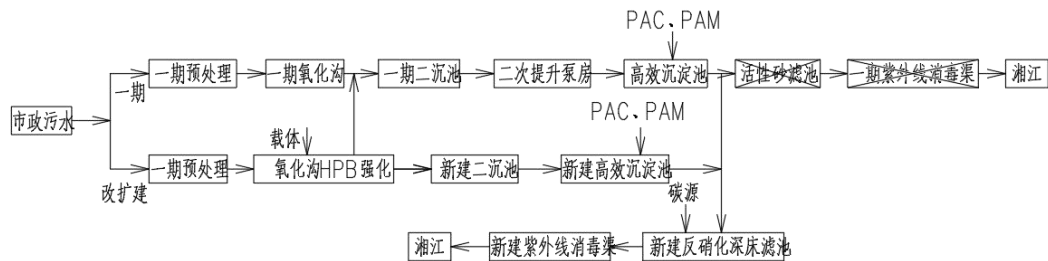 PAC、PAM
一期预处理
一期氧化沟
一期二沉池
二次提升泵房
高效沉淀池
活性砂滤池
一期紫外线消毒渠
湘江
一期
市政污水
载体
PAC、PAM
改扩建
一期预处理
氧化沟HPB强化
新建二沉池
新建高效沉淀池
碳源
湘江
新建紫外线消毒渠
新建反硝化深床滤池